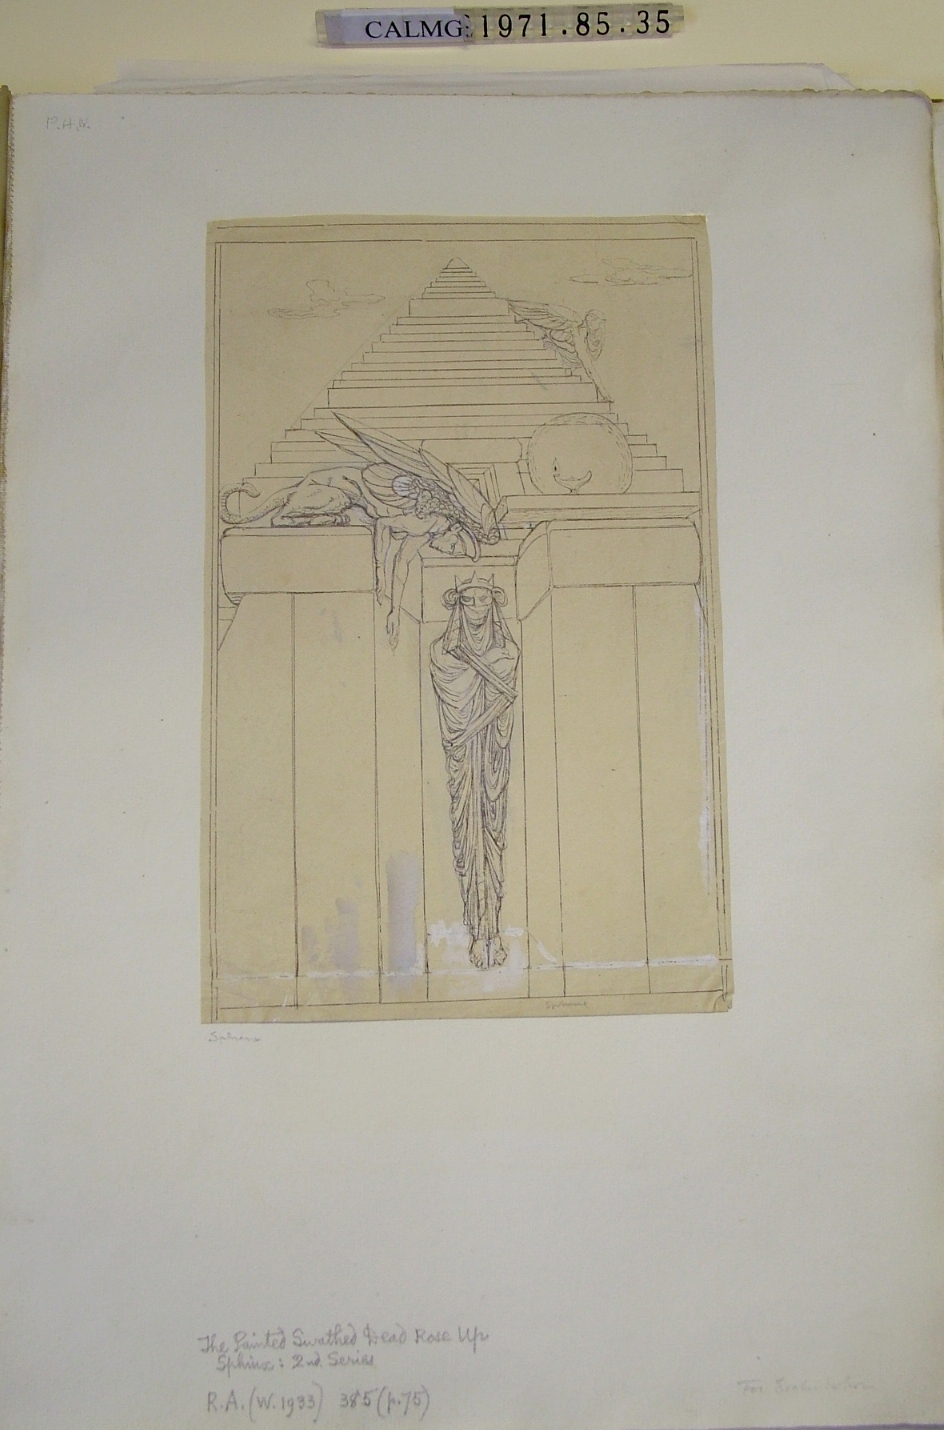 CALMG: 1971.85.35
P.H.
Sphinx
Sphinx
The Painted Swathed Dead Rose Up
Sphinx: 2nd. Series
R.A. (W. 1933) 385 (p. 75)
For